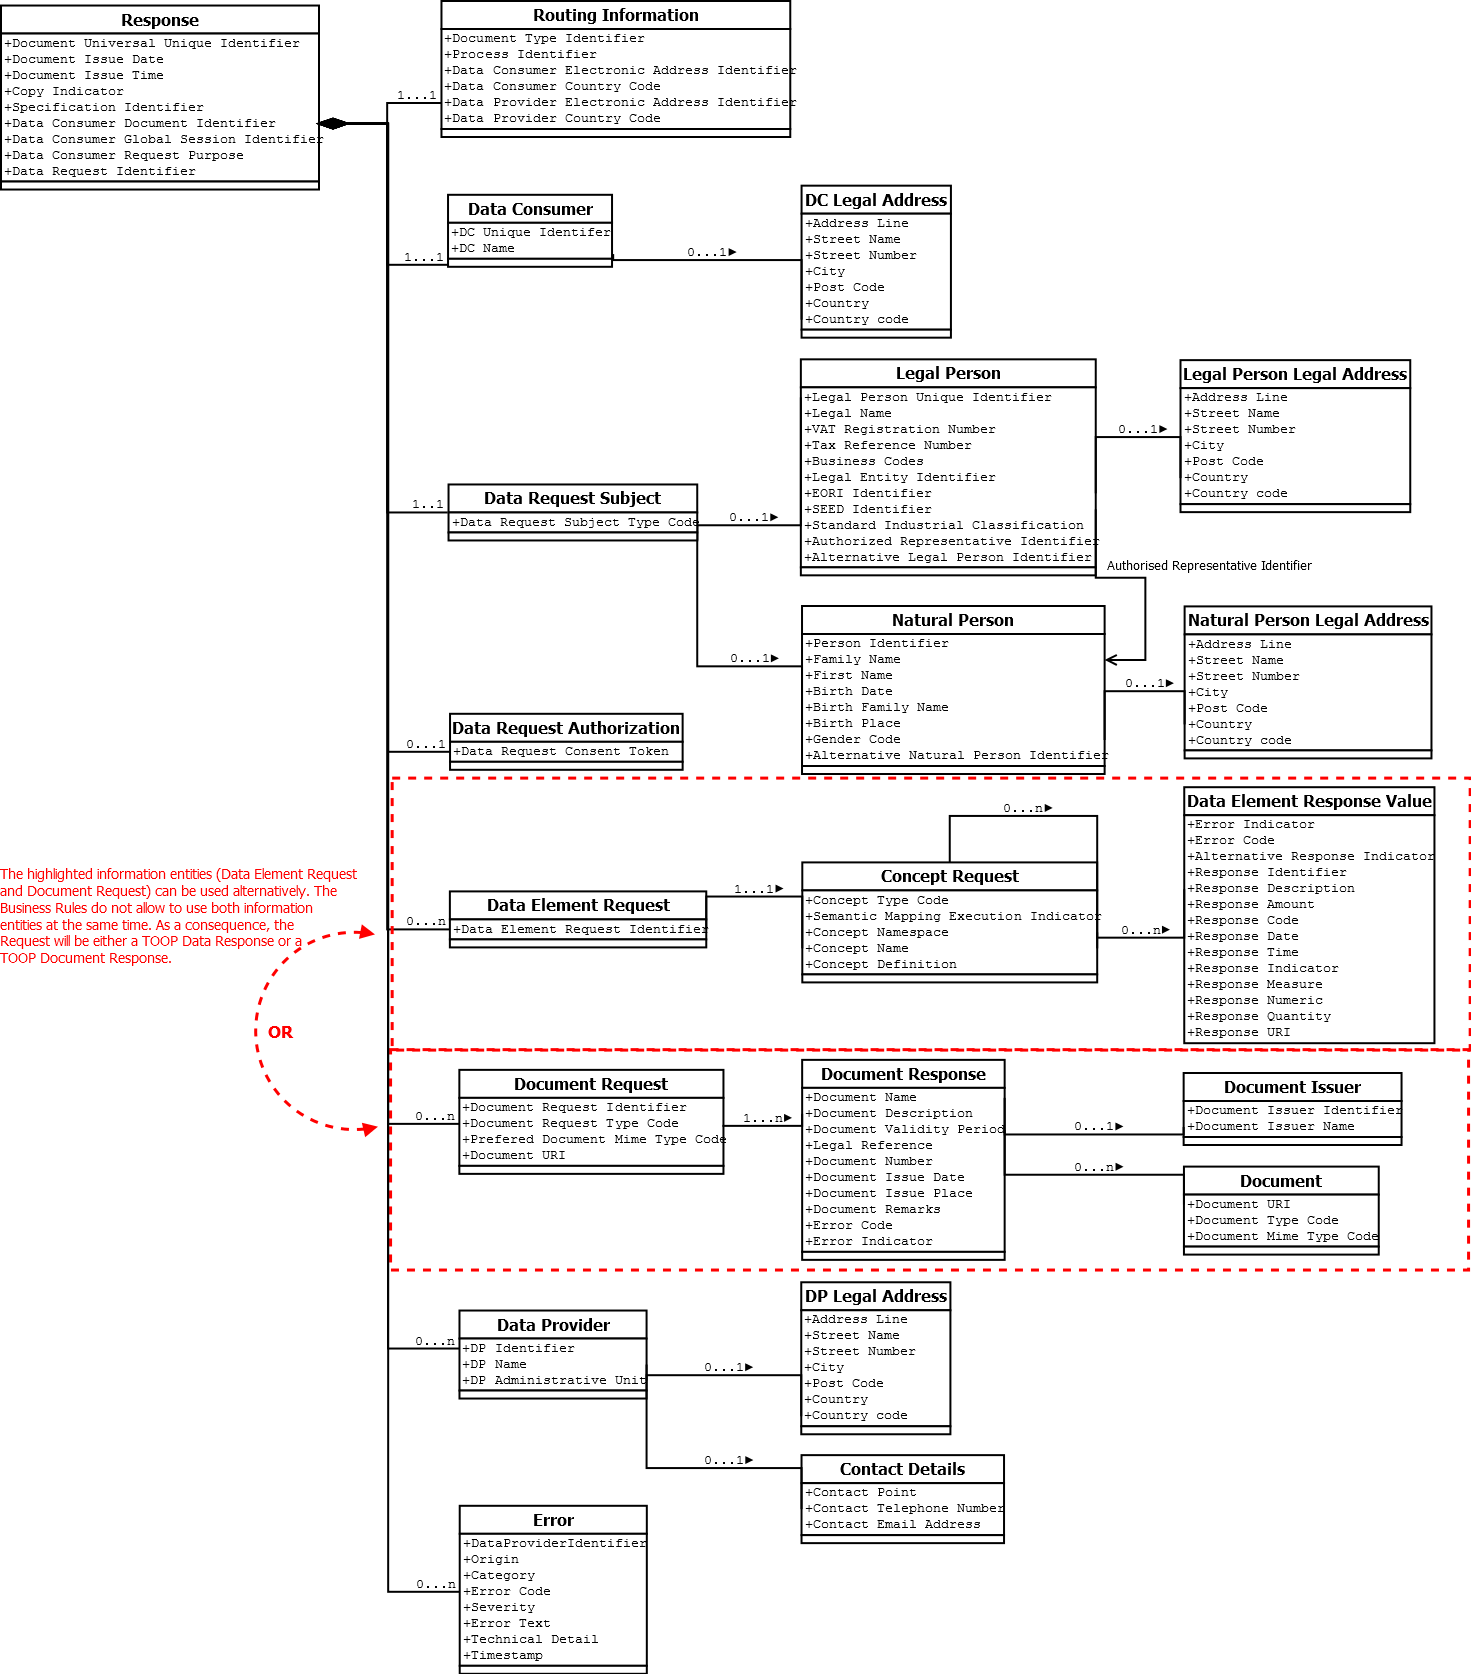 Response
+Document Universal Unique Identifier
+Document Issue Date
+Document Issue Time
+Copy Indicator
+Specification Identifier
+Data Consumer Document Identifier
+Data Consumer Global Session Identifier
+Data Consumer Request Purpose
+Data Request Identifier
Routing Information
+Document Type Identifier
+Process Identifier
+Data Consumer Electronic Address Identifier
+Data Consumer Country Code
+Data Provider Electronic Address Identifier
+Data Provider Country Code
1...1
Data Consumer
+DC Unique Identifer
+DC Name
1...1
0...1►
DC Legal Address
+Address Line
+Street Name
+Street Number
+City
+Post Code
+Country
+Country code
Data Request Subject
+Data Request Subject Type Code
1..1
0...1►
0...1►
Legal Person
+Legal Person Unique Identifier
+Legal Name
+VAT Registration Number
+Tax Reference Number
+Business Codes
+Legal Entity Identifier
+EORI Identifier
+SEED Identifier
+Standard Industrial Classification
+Authorized Representative Identifier
+Alternative Legal Person Identifier
0...1►
Legal Person Legal Address
+Address Line
+Street Name
+Street Number
+City
+Post Code
+Country
+Country code
Authorised Representative Identifier
Natural Person
+Person Identifier
+Family Name
+First Name
+Birth Date
+Birth Family Name
+Birth Place
+Gender Code
+Alternative Natural Person Identifier
0...1►
Natural Person Legal Address
+Address Line
+Street Name
+Street Number
+City
+Post Code
+Country
+Country code
0...1
Data Request Authorization
+Data Request Consent Token
The highlighted information entities (Data Element Request
and Document Request) can be used alternatively. The
Business Rules do not allow to use both information
entities at the same time. As a consequence, the
Request will be either a TOOP Data Response or a
TOOP Document Response.
OR
0...n
Data Element Request
+Data Element Request Identifier
1...1►
0...n►
Concept Request
+Concept Type Code
+Semantic Mapping Execution Indicator
+Concept Namespace
+Concept Name
+Concept Definition
0...n►
Data Element Response Value
+Error Indicator
+Error Code
+Alternative Response Indicator
+Response Identifier
+Response Description
+Response Amount
+Response Code
+Response Date
+Response Time
+Response Indicator
+Response Measure
+Response Numeric
+Response Quantity
+Response URI
0...n
Document Request
+Document Request Identifier
+Document Request Type Code
+Prefered Document Mime Type Code
+Document URI
1...n►
Document Response
+Document Name
+Document Description
+Document Validity Period
+Legal Reference
+Document Number
+Document Issue Date
+Document Issue Place
+Document Remarks
+Error Code
+Error Indicator
0...1►
Document Issuer
+Document Issuer Identifier
+Document Issuer Name
0...n►
Document
+Document URI
+Document Type Code
+Document Mime Type Code
0...n
Data Provider
+DP Identifier
+DP Name
+DP Administrative Unit
0...1►
DP Legal Address
+Address Line
+Street Name
+Street Number
+City
+Post Code
+Country
+Country code
0...1►
Contact Details
+Contact Point
+Contact Telephone Number
+Contact Email Address
0...n
Error
+DataProviderIdentifier
+Origin
+Category
+Error Code
+Severity
+Error Text
+Technical Detail
+Timestamp